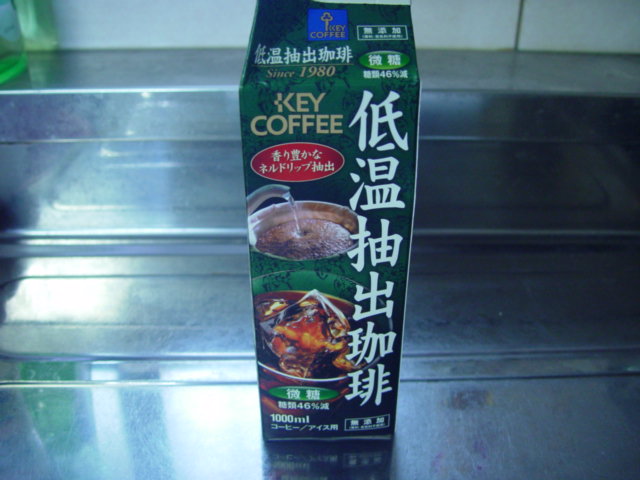 KEY
COFFEE
無添加
低温抽出珈琲
Since 1980
微糖
糖類46%減
KEY
COFFEE
低温抽出珈琲
香り豊かな
ネルドリップ抽出
微糖
糖類46%減
1000ml
コーヒー/アイス用
無添加